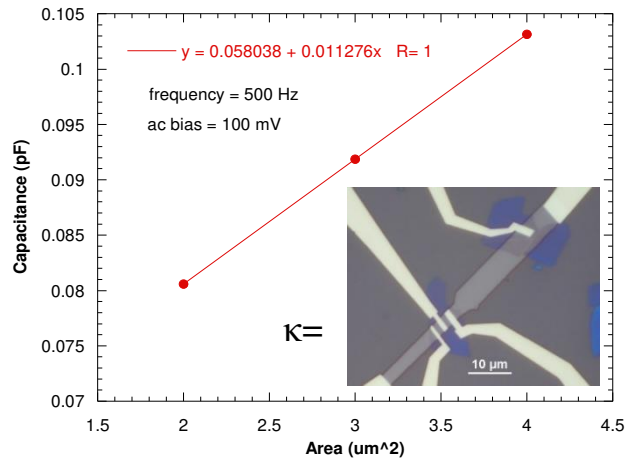 0.105
0.1
0.095
0.09
0.085
0.08
0.075
0.07
Capacitance (pF)
y = 0.058038 + 0.011276x R= 1
frequency = 500 Hz
ac bias = 100 mV
κ=
10 µm
1.5 2 2.5 3 3.5 4 4.5
Area (um^2)